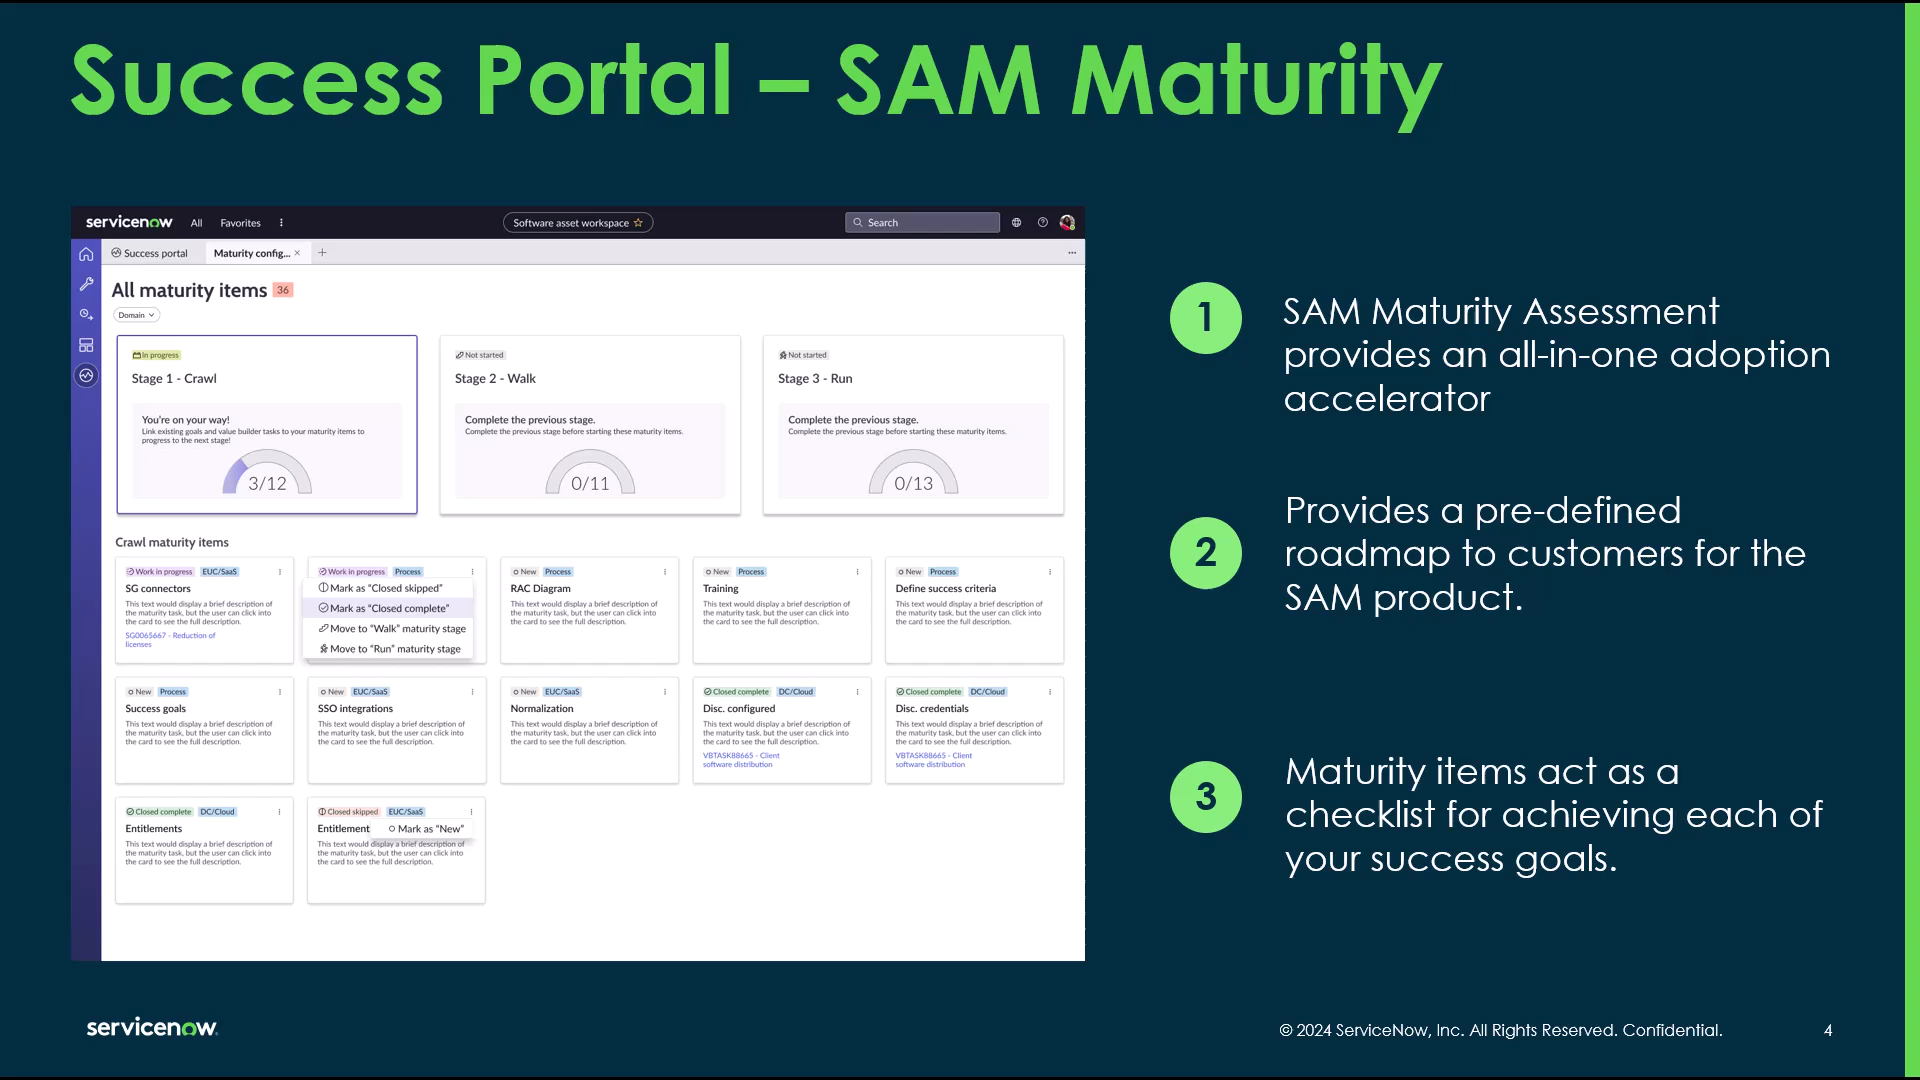 Success Portal – SAM Maturity
servicenow
All
Favorites
Software asset workspace
Search
Success portal
Maturity config...
All maturity items 36
Domain
In progress
Stage 1 - Crawl
You're on your way!
Link existing goals and value builder tasks to your maturity items to
progress to the next stage!
3/12
Not started
Stage 2 - Walk
Complete the previous stage.
Complete the previous stage before starting these maturity items.
0/11
Not started
Stage 3 - Run
Complete the previous stage.
Complete the previous stage before starting these maturity items.
0/13
Crawl maturity items
Work in progress EUC/SaaS
SG connectors
This text would display a brief description of
the maturity task, but the user can click into
the card to see the full description.
SG0065667 - Reduction of
licenses
Work in progress Process
Mark as "Closed skipped"
Mark as "Closed complete"
Move to "Walk" maturity stage
Move to "Run" maturity stage
New Process
RAC Diagram
This text would display a brief description of
the maturity task, but the user can click into
the card to see the full description.
New Process
Training
This text would display a brief description of
the maturity task, but the user can click into
the card to see the full description.
New Process
Define success criteria
This text would display a brief description of
the maturity task, but the user can click into
the card to see the full description.
New Process
Success goals
This text would display a brief description of
the maturity task, but the user can click into
the card to see the full description.
New EUC/SaaS
SSO integrations
This text would display a brief description of
the maturity task, but the user can click into
the card to see the full description.
New EUC/SaaS
Normalization
This text would display a brief description of
the maturity task, but the user can click into
the card to see the full description.
Closed complete DC/Cloud
Disc. configured
This text would display a brief description of
the maturity task, but the user can click into
the card to see the full description.
VBTASK88665 - Client
software distribution
Closed complete DC/Cloud
Disc. credentials
This text would display a brief description of
the maturity task, but the user can click into
the card to see the full description.
VBTASK88665 - Client
software distribution
Closed complete DC/Cloud
Entitlements
This text would display a brief description of
the maturity task, but the user can click into
the card to see the full description.
Closed skipped EUC/SaaS
Entitlement
Mark as "New"
This text would display a brief description of
the maturity task, but the user can click into
the card to see the full description.
1
SAM Maturity Assessment
provides an all-in-one adoption
accelerator
2
Provides a pre-defined
roadmap to customers for the
SAM product.
3
Maturity items act as a
checklist for achieving each of
your success goals.
servicenow
© 2024 ServiceNow, Inc. All Rights Reserved. Confidential.
4